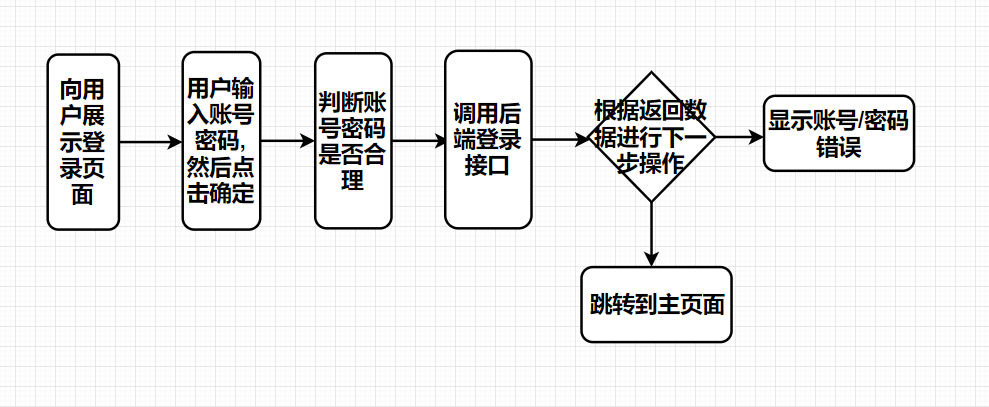 向用
户展
示登
录页
面
用户输
入账号
密码,
然后点
击确定
判断账
号密码
是否合
理
调用后
端登录
接口
根据返回数
据进行下一
步操作
显示账号/密码
错误
跳转到主页面